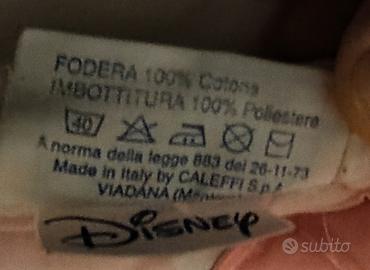 FODERA 100% Cotone
IMBOTTITURA 100% Poliestere
40
A norma della legge 883 del 26-11-73
Made in Italy by CALEFFI S.p.A.
VIADANA
DISNEY
subito